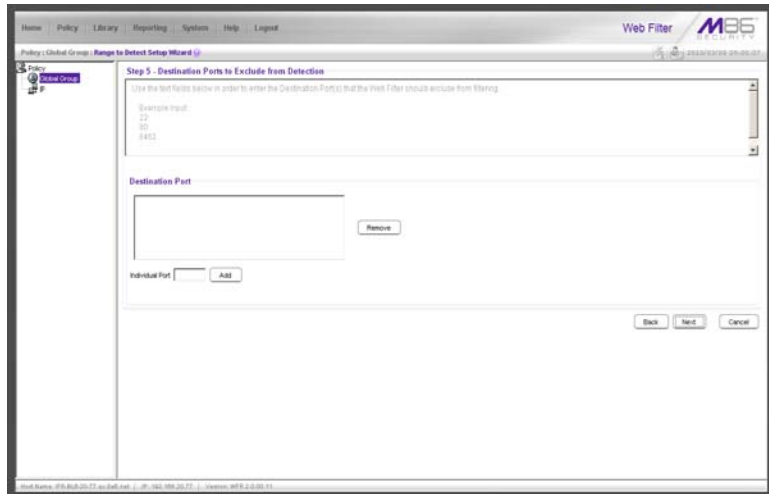 Home Policy Library Reporting System Help Logout
Web Filter
M86
SECURITY
Policy : Global Group : Range to Detect Setup Wizard
Policy
Global Group
IP
Step 5 - Destination Ports to Exclude from Detection
Use the text fields below in order to enter the Destination Port(s) that the Web Filter should exclude from filtering.
Example input:
Destination Port
Remove
Individual Port
Add
Back Next Cancel